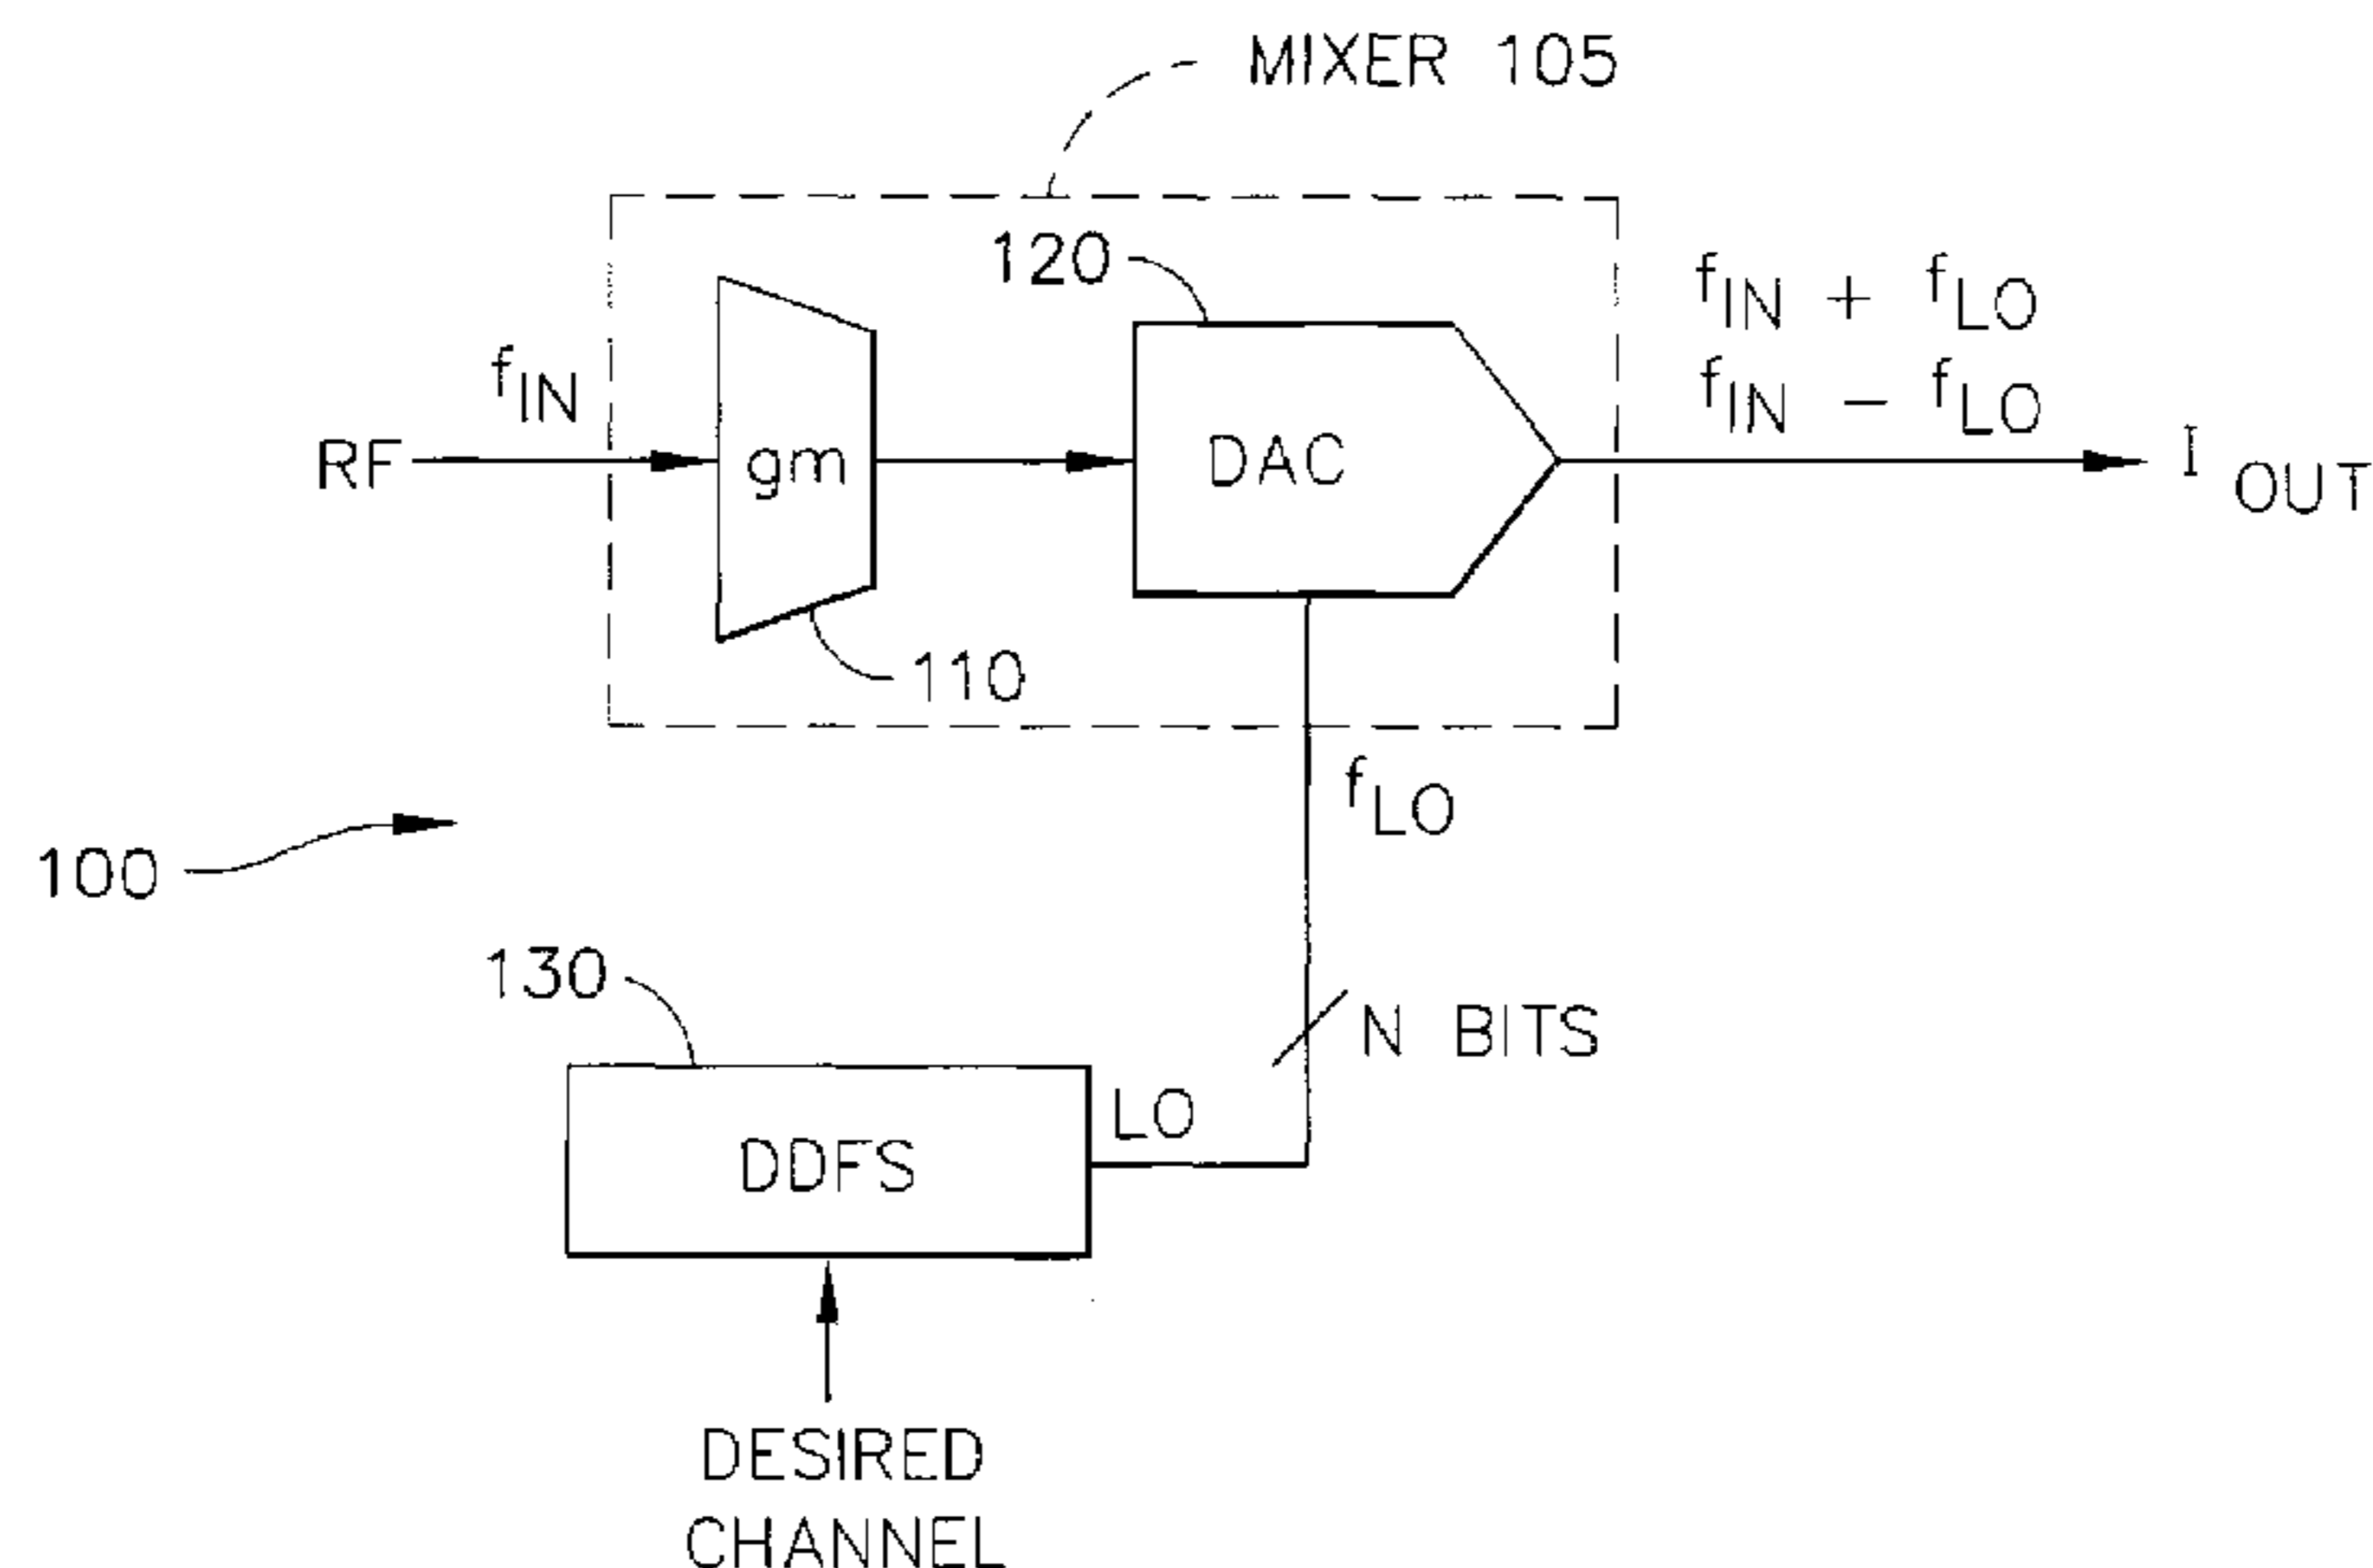 MIXER 105
120
fIN + fLO
fIN - fLO
fIN
RF
gm
DAC
I OUT
110
fLO
100
130
N BITS
LO
DDFS
DESIRED
CHANNEL